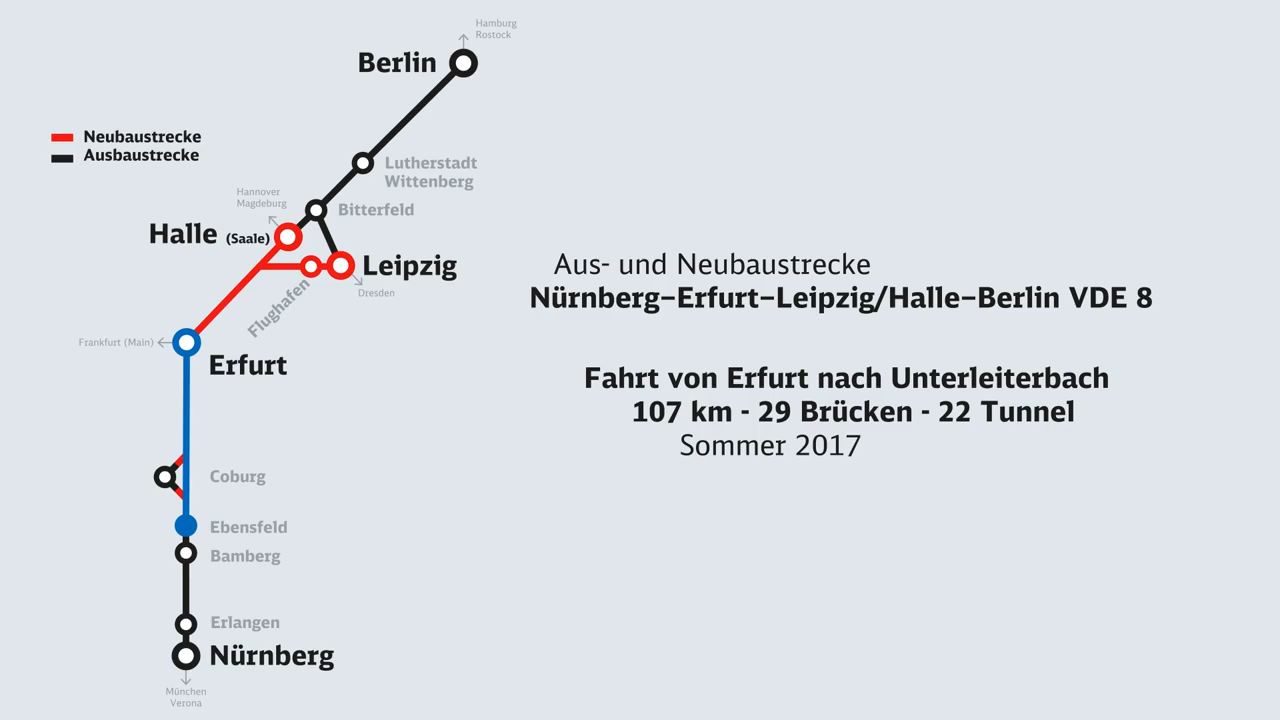 Hamburg
Rostock
Berlin
Neubaustrecke
Ausbaustrecke
Lutherstadt
Wittenberg
Hannover
Magdeburg
Bitterfeld
Halle (Saale)
Leipzig
Dresden
Flughafen
Frankfurt (Main)
Erfurt
Coburg
Ebensfeld
Bamberg
Erlangen
Nürnberg
München
Verona
Aus- und Neubaustrecke
Nürnberg–Erfurt–Leipzig/Halle–Berlin VDE 8
Fahrt von Erfurt nach Unterleiterbach
107 km - 29 Brücken - 22 Tunnel
Sommer 2017